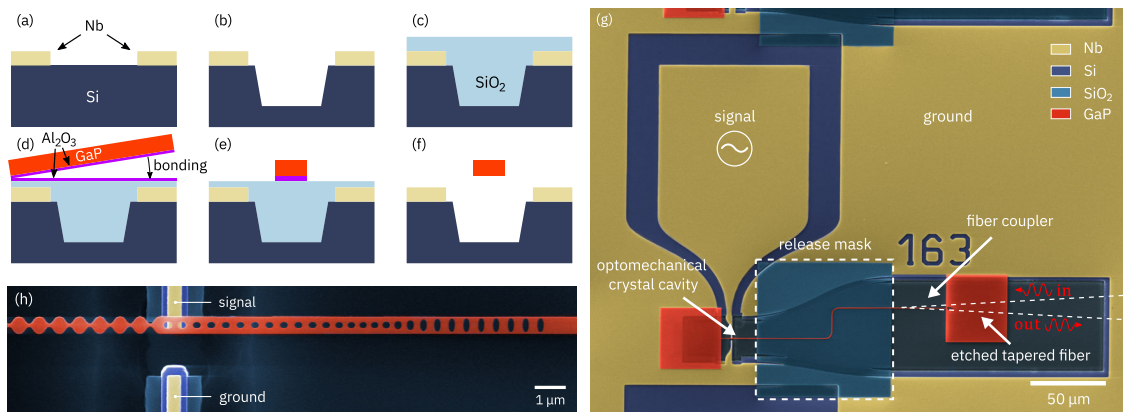 (a)
Nb
Si
(b)
(c)
SiO2
(d)
Al2O3
GaP
bonding
(e)
(f)
(g)
Nb
Si
SiO2
GaP
signal
ground
fiber coupler
release mask
163
optomechanical
crystal cavity
in
out
etched tapered fiber
50 µm
(h)
signal
ground
1 µm